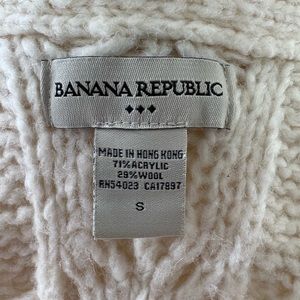 BANANA REPUBLIC
MADE IN HONG KONG
71% ACRYLIC
29% WOOL
RN54023 CA17897
S